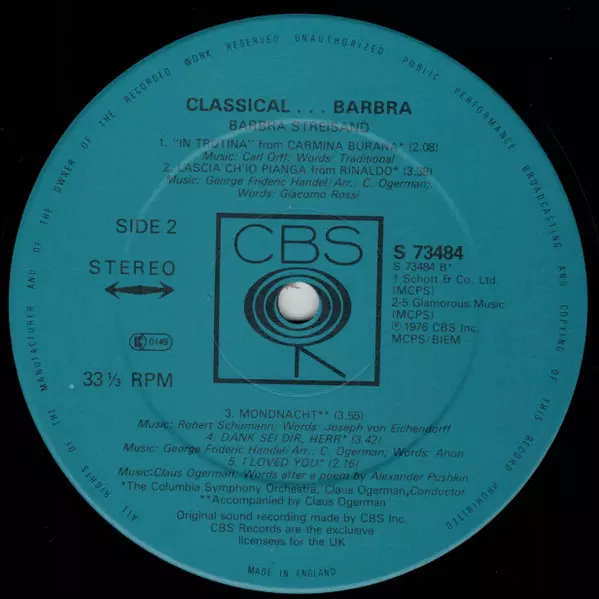 ALL RIGHTS OF THE MANUFACTURER AND OF THE OWNER OF THE RECORDED WORK RESERVED UNAUTHORIZED PUBLIC PERFORMANCE BROADCASTING AND COPYING OF THIS RECORD PROHIBITED
CLASSICAL . . . BARBRA
BARBRA STREISAND
1. "IN TRUTINA" from CARMINA BURANA* (2.08)
Music: Carl Orff; Words: Traditional
2. LASCIA CH'IO PIANGA from RINALDO* (3.38)
Music: George Frideric Handel/Arr.: C. Ogerman;
Words: Giacomo Rossi
SIDE 2
STEREO
0149
33⅓ RPM
CBS
S 73484
S 73484 B*
1 Schott & Co. Ltd.
(MCPS)
2-5 Glamorous Music
(MCPS)
℗ 1976 CBS Inc.
MCPS/BIEM
3. MONDNACHT** (3.55)
Music: Robert Schumann; Words: Joseph von Eichendorff
4. DANK SEI DIR, HERR* (3.42)
Music: George Frideric Handel/Arr.: C. Ogerman; Words: Anon
5. I LOVED YOU* (2.16)
Music:Claus Ogerman; Words after a poem by Alexander Pushkin
*The Columbia Symphony Orchestra, Claus Ogerman,Conductor
**Accompanied by Claus Ogerman
Original sound recording made by CBS Inc.
CBS Records are the exclusive
licensees for the UK
MADE IN ENGLAND